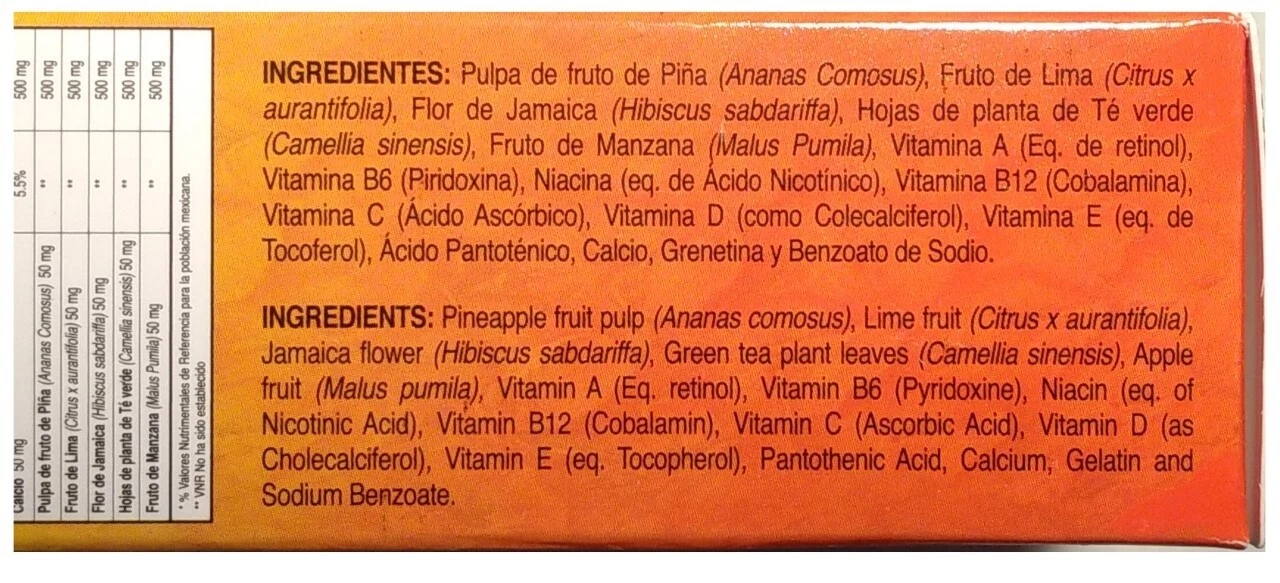 INGREDIENTES: Pulpa de fruto de Piña (Ananas Comosus), Fruto de Lima (Citrus x
aurantifolia), Flor de Jamaica (Hibiscus sabdariffa), Hojas de planta de Té verde
(Camellia sinensis), Fruto de Manzana (Malus Pumila), Vitamina A (Eq. de retinol),
Vitamina B6 (Piridoxina), Niacina (eq. de Ácido Nicotínico), Vitamina B12 (Cobalamina),
Vitamina C (Ácido Ascórbico), Vitamina D (como Colecalciferol), Vitamina E (eq. de
Tocoferol), Ácido Pantoténico, Calcio, Grenetina y Benzoato de Sodio.
INGREDIENTS: Pineapple fruit pulp (Ananas comosus), Lime fruit (Citrus x aurantifolia),
Jamaica flower (Hibiscus sabdariffa), Green tea plant leaves (Camellia sinensis), Apple
fruit (Malus pumila), Vitamin A (Eq. retinol), Vitamin B6 (Pyridoxine), Niacin (eq. of
Nicotinic Acid), Vitamin B12 (Cobalamin), Vitamin C (Ascorbic Acid), Vitamin D (as
Cholecalciferol), Vitamin E (eq. Tocopherol), Pantothenic Acid, Calcium, Gelatin and
Sodium Benzoate.
Calcio 50 mg 5.5% 500 mg
Pulpa de fruto de Piña (Ananas Comosus) 50 mg ** 500 mg
Fruto de Lima (Citrus x aurantifolia) 50 mg ** 500 mg
Flor de Jamaica (Hibiscus sabdariffa) 50 mg ** 500 mg
Hojas de planta de Té verde (Camellia sinensis) 50 mg ** 500 mg
Fruto de Manzana (Malus Pumila) 50 mg ** 500 mg
* % Valores Nutrimentales de Referencia para la población mexicana.
** VNR No ha sido establecido